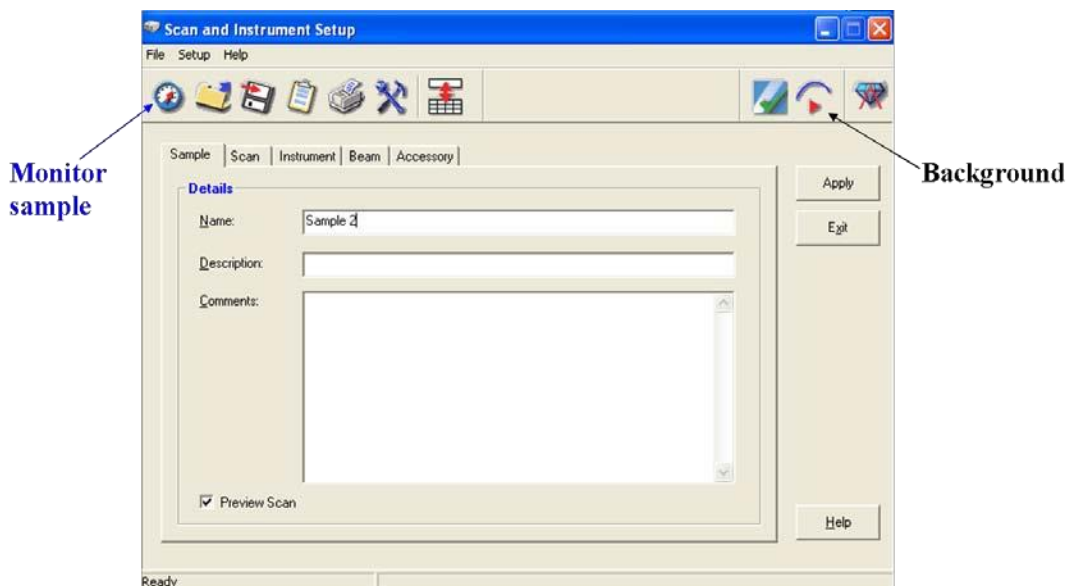 Scan and Instrument Setup
File Setup Help
Monitor
sample
Background
Sample Scan Instrument Beam Accessory
Details
Name: Sample 2
Description:
Comments:
Preview Scan
Apply
Exit
Help
Ready